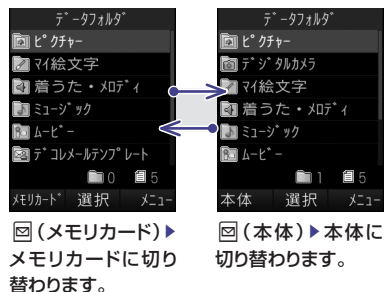 データフォルダ
ピクチャー
マイ絵文字
着うた・メロディ
ミュージック
ムービー
デコレメールテンプレート
0 5
メモリカード 選択 メニュー
✉(メモリカード)▶
メモリカードに切り
替わります。
データフォルダ
ピクチャー
デジタルカメラ
マイ絵文字
着うた・メロディ
ミュージック
ムービー
1 5
本体 選択 メニュー
✉(本体)▶本体に
切り替わります。